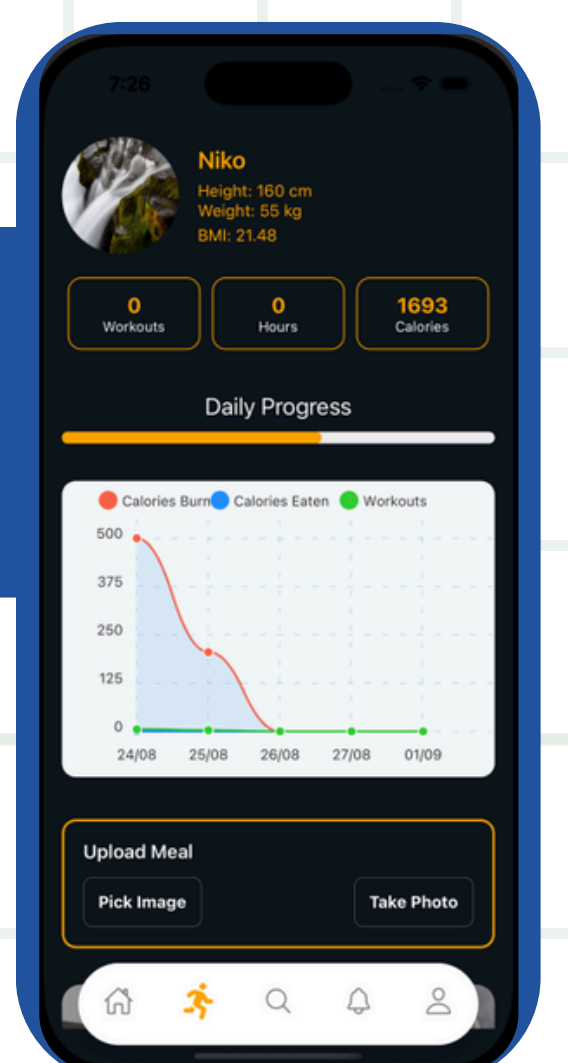 7:26
Niko
Height: 160 cm
Weight: 55 kg
BMI: 21.48
0 0 1693
Workouts Hours Calories
Daily Progress
Calories Burn Calories Eaten Workouts
500
375
250
125
0
24/08 25/08 26/08 27/08 01/09
Upload Meal
Pick Image Take Photo